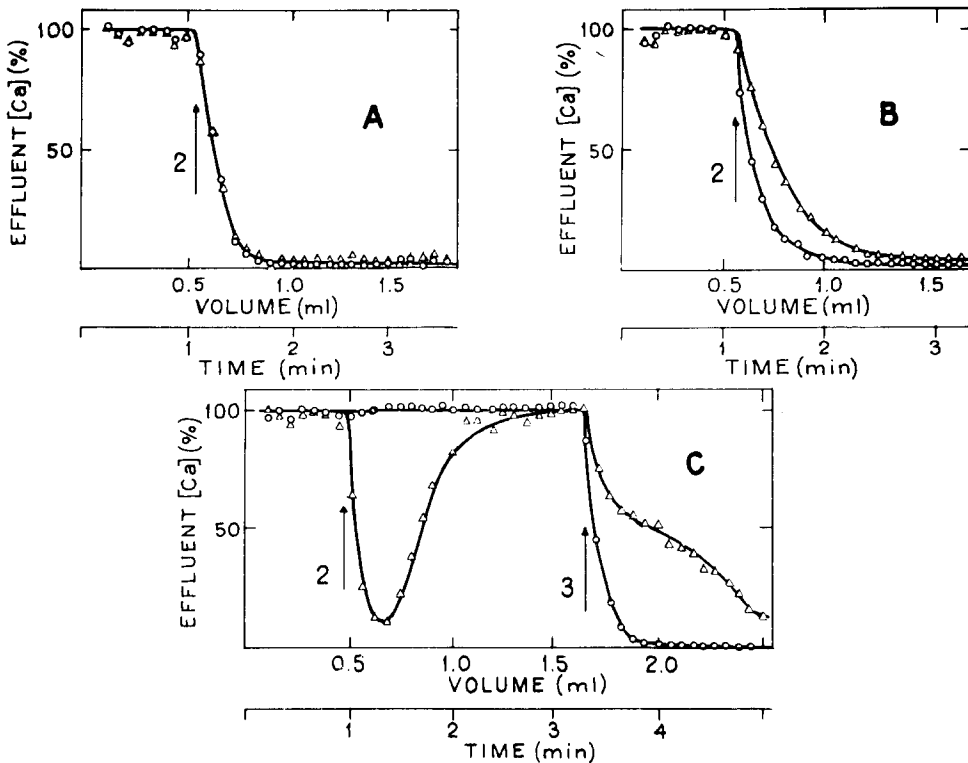 EFFLUENT [Ca] (%)
100
50
A
2
0.5 1.0 1.5
VOLUME (ml)
1 2 3
TIME (min)
EFFLUENT [Ca] (%)
100
50
B
2
0.5 1.0 1.5
VOLUME (ml)
1 2 3
TIME (min)
EFFLUENT [Ca] (%)
100
50
C
2
3
0.5 1.0 1.5 2.0
VOLUME (ml)
1 2 3 4
TIME (min)